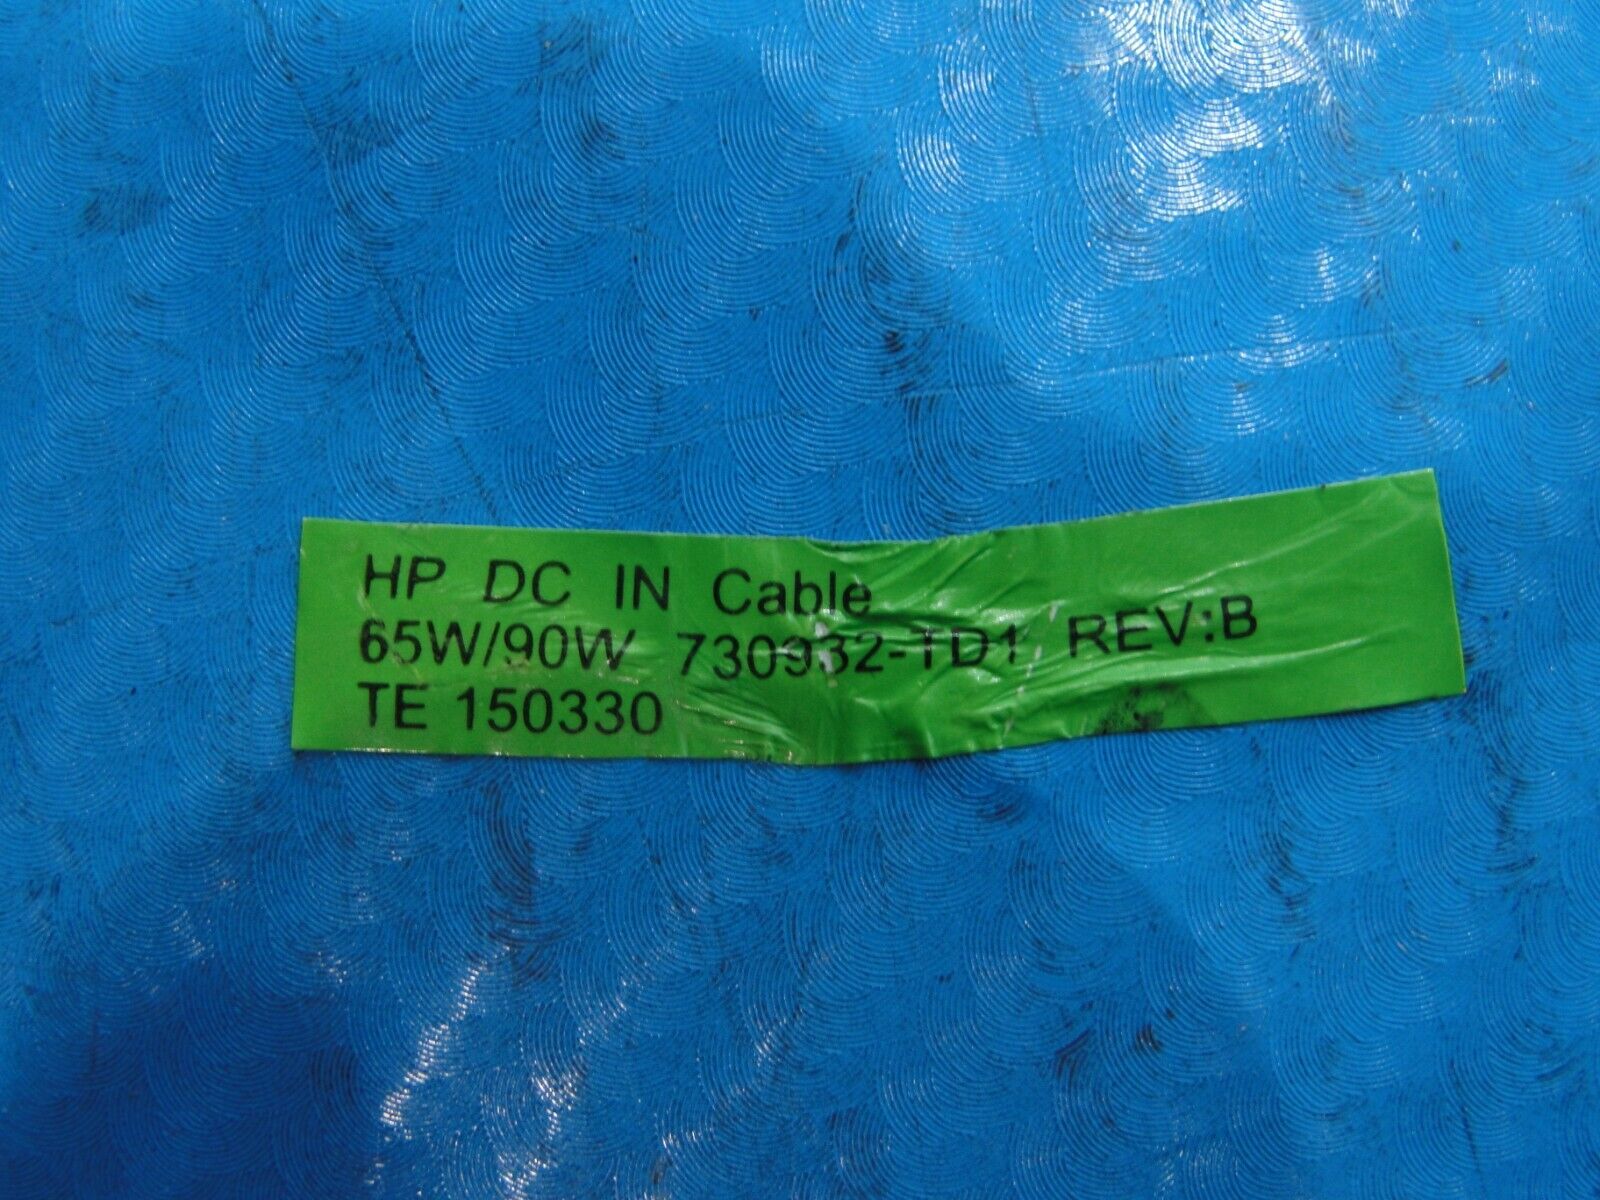 HP DC IN Cable
65W/90W 730932-TD1 REV:B
TE 150330